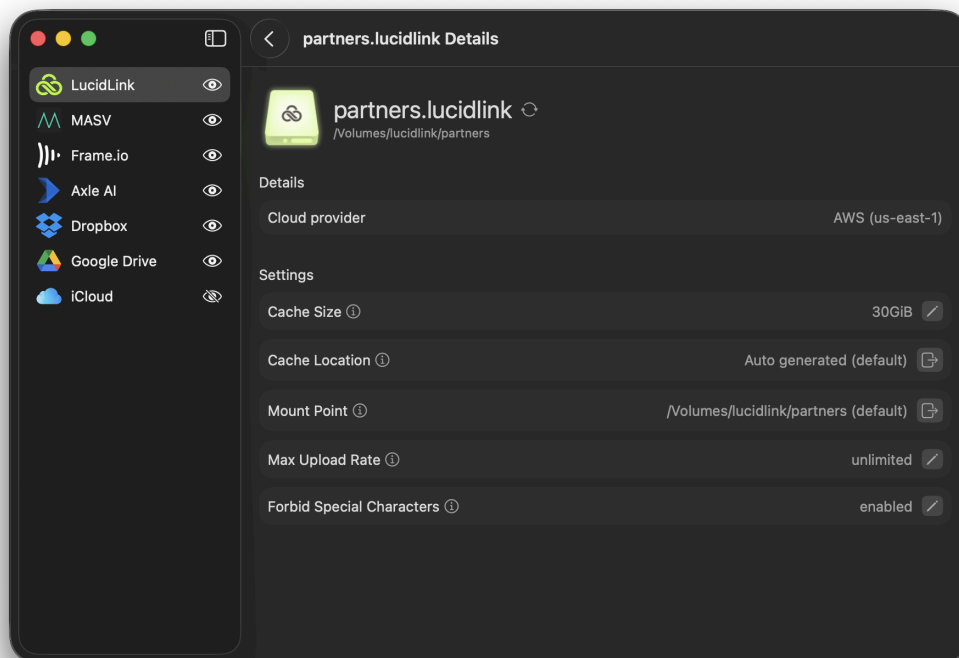 partners.lucidlink Details
LucidLink
MASV
Frame.io
Axle AI
Dropbox
Google Drive
iCloud
partners.lucidlink
/Volumes/lucidlink/partners
Details
Cloud provider AWS (us-east-1)
Settings
Cache Size 30GiB
Cache Location Auto generated (default)
Mount Point /Volumes/lucidlink/partners (default)
Max Upload Rate unlimited
Forbid Special Characters enabled